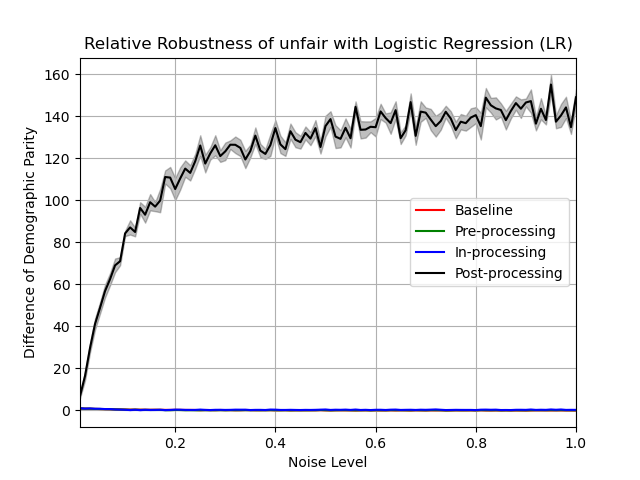 Relative Robustness of unfair with Logistic Regression (LR)
160
140
120
100
80
60
40
20
0
Difference of Demographic Parity
Baseline
Pre-processing
In-processing
Post-processing
0.2
0.4
0.6
0.8
1.0
Noise Level